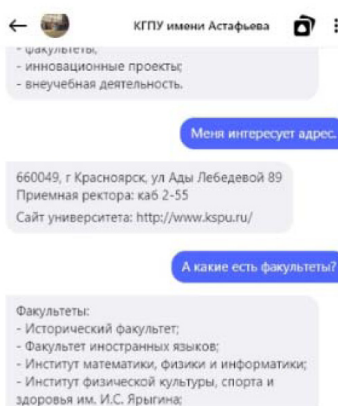 КГПУ имени Астафьева
- факультеты;
- инновационные проекты;
- внеучебная деятельность.
Меня интересует адрес.
660049, г Красноярск, ул Ады Лебедевой 89
Приемная ректора: каб 2-55
Сайт университета: http://www.kspu.ru/
А какие есть факультеты?
Факультеты:
- Исторический факультет;
- Факультет иностранных языков;
- Институт математики, физики и информатики;
- Институт физической культуры, спорта и
здоровья им. И.С. Ярыгина;